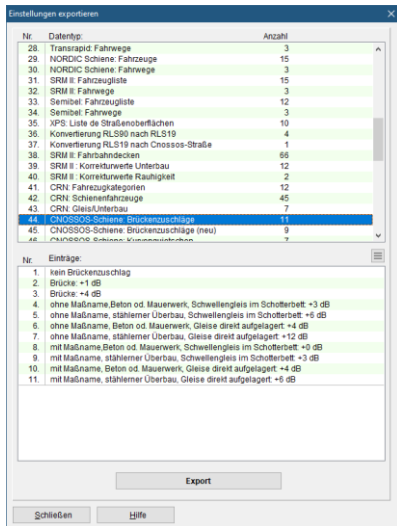 Einstellungen exportieren
Nr. Datentyp: Anzahl
28. Transrapid: Fahrwege 3
29. NORDIC Schiene: Fahrzeuge 15
30. NORDIC Schiene: Fahrwege 3
31. SRM II: Fahrzeugliste 15
32. SRM II: Fahrwege 3
33. Semibel: Fahrzeugliste 12
34. Semibel: Fahrwege 3
35. XPS: Liste de Straßenoberflächen 10
36. Konvertierung RLS90 nach RLS19 4
37. Konvertierung RLS19 nach Cnossos-Straße 1
38. SRM II: Fahrbahndecken 66
39. SRM II : Korrekturwerte Unterbau 12
40. SRM II : Korrekturwerte Rauhigkeit 2
41. CRN: Fahrezugkategorien 12
42. CRN: Schienenfahrzeuge 45
43. CRN: Gleis/Unterbau 7
44. CNOSSOS-Schiene: Brückenzuschläge 11
45. CNOSSOS-Schiene: Brückenzuschläge (neu) 9
46. CNOSSOS-Schiene: Kurvenquietschen 7
Nr. Einträge:
1. kein Brückenzuschlag
2. Brücke: +1 dB
3. Brücke: +4 dB
4. ohne Maßname,Beton od. Mauerwerk, Schwellengleis im Schotterbett: +3 dB
5. ohne Maßname, stählerner Überbau, Schwellengleis im Schotterbett: +6 dB
6. ohne Maßname, Beton od. Mauerwerk, Gleise direkt aufgelagert: +4 dB
7. ohne Maßname, stählerner Überbau, Gleise direkt aufgelagert: +12 dB
8. mit Maßname,Beton od. Mauerwerk, Schwellengleis im Schotterbett: +0 dB
9. mit Maßname, stählerner Überbau, Schwellengleis im Schotterbett: +3 dB
10. mit Maßname, Beton od. Mauerwerk, Gleise direkt aufgelagert: +4 dB
11. mit Maßname, stählerner Überbau, Gleise direkt aufgelagert: +6 dB
Export
Schließen Hilfe